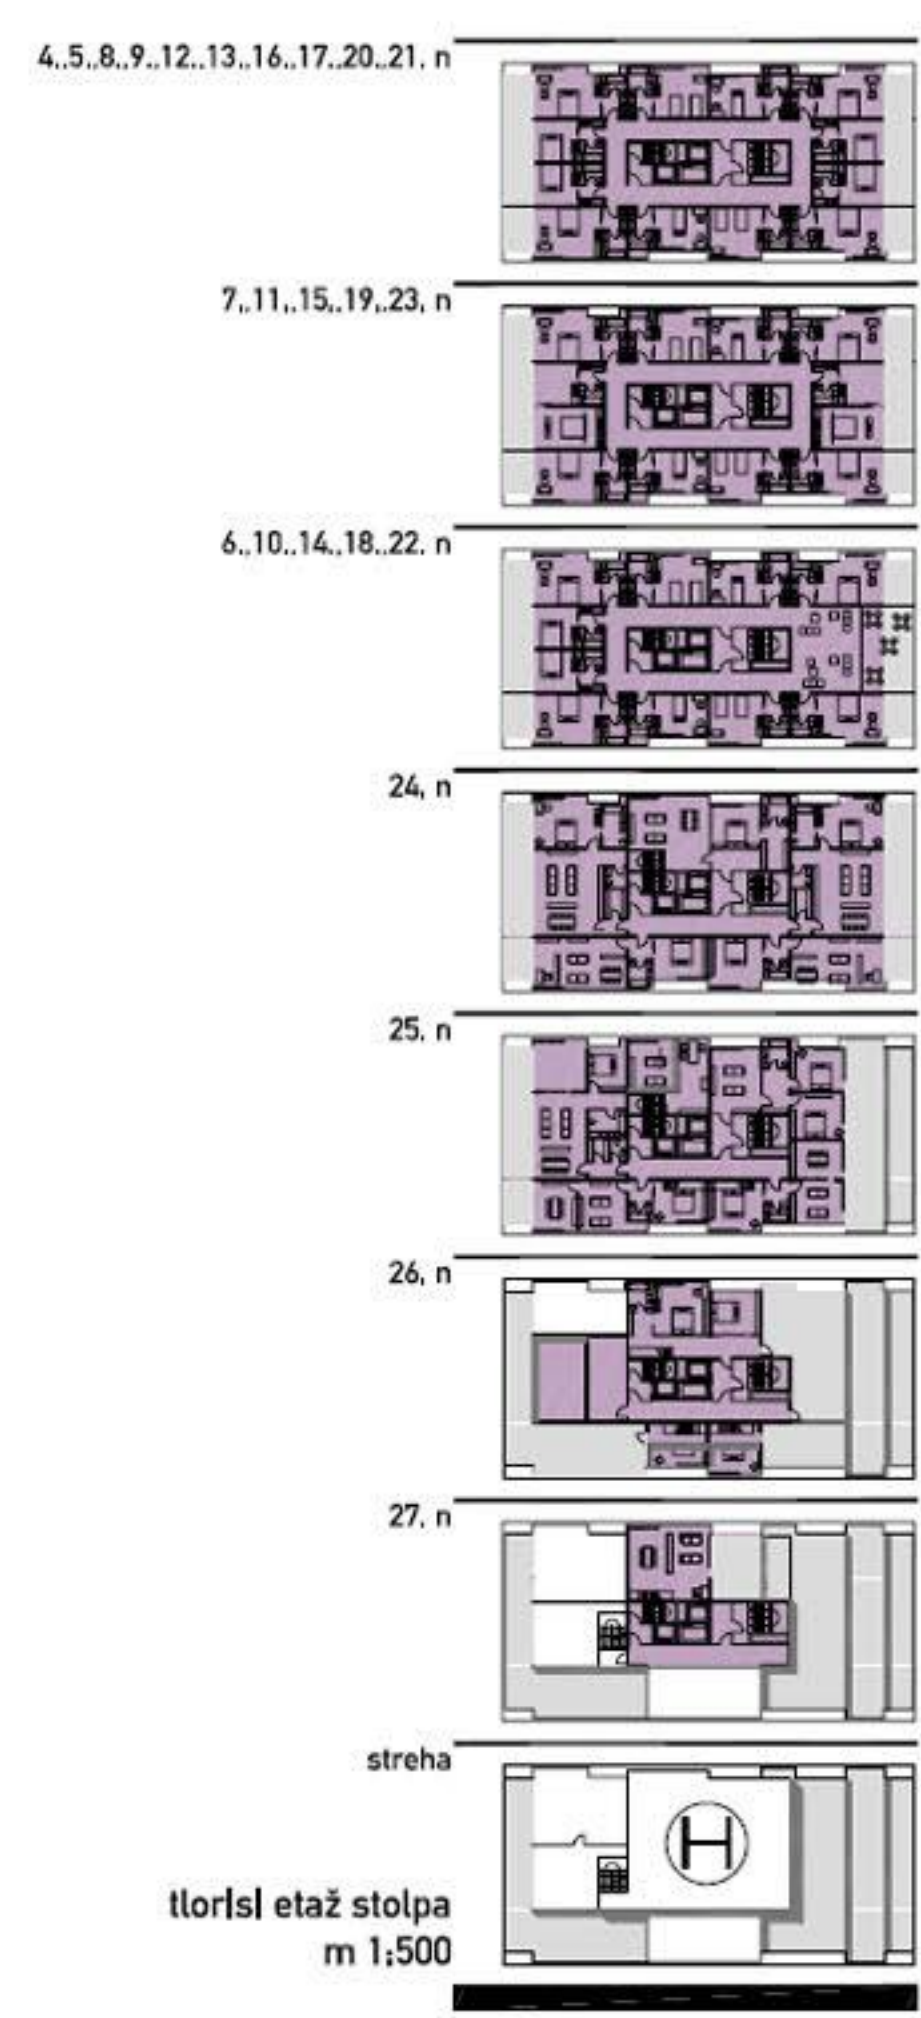 4.,5.,8.,9.,12.,13.,16.,17.,20.,21. n
7.,11.,15.,19.,23. n
6.,10.,14.,18.,22. n
24. n
25. n
26. n
27. n
streha
H
tlorisi etaž stolpa
m 1:500